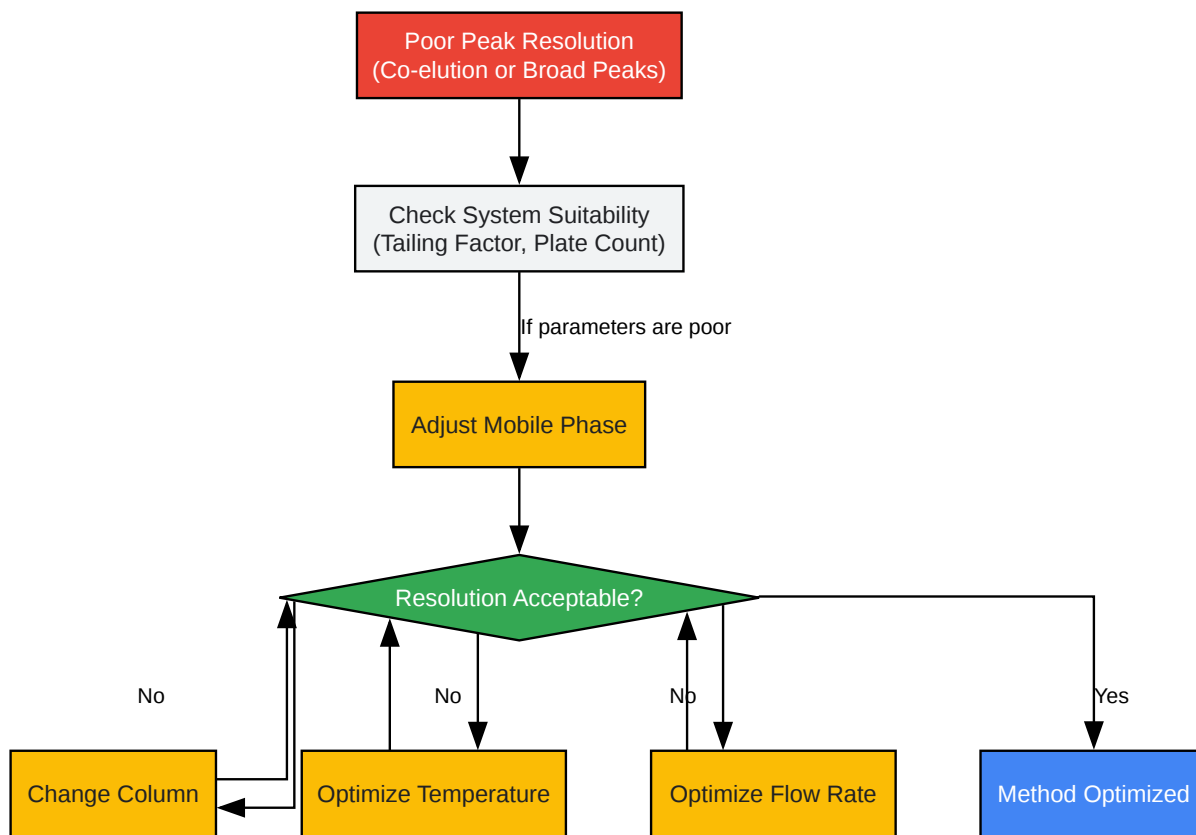 Poor Peak Resolution
(Co-elution or Broad Peaks)
Check System Suitability
(Tailing Factor, Plate Count)
If parameters are poor
Adjust Mobile Phase
Resolution Acceptable?
No
No
No
Yes
Change Column
Optimize Temperature
Optimize Flow Rate
Method Optimized